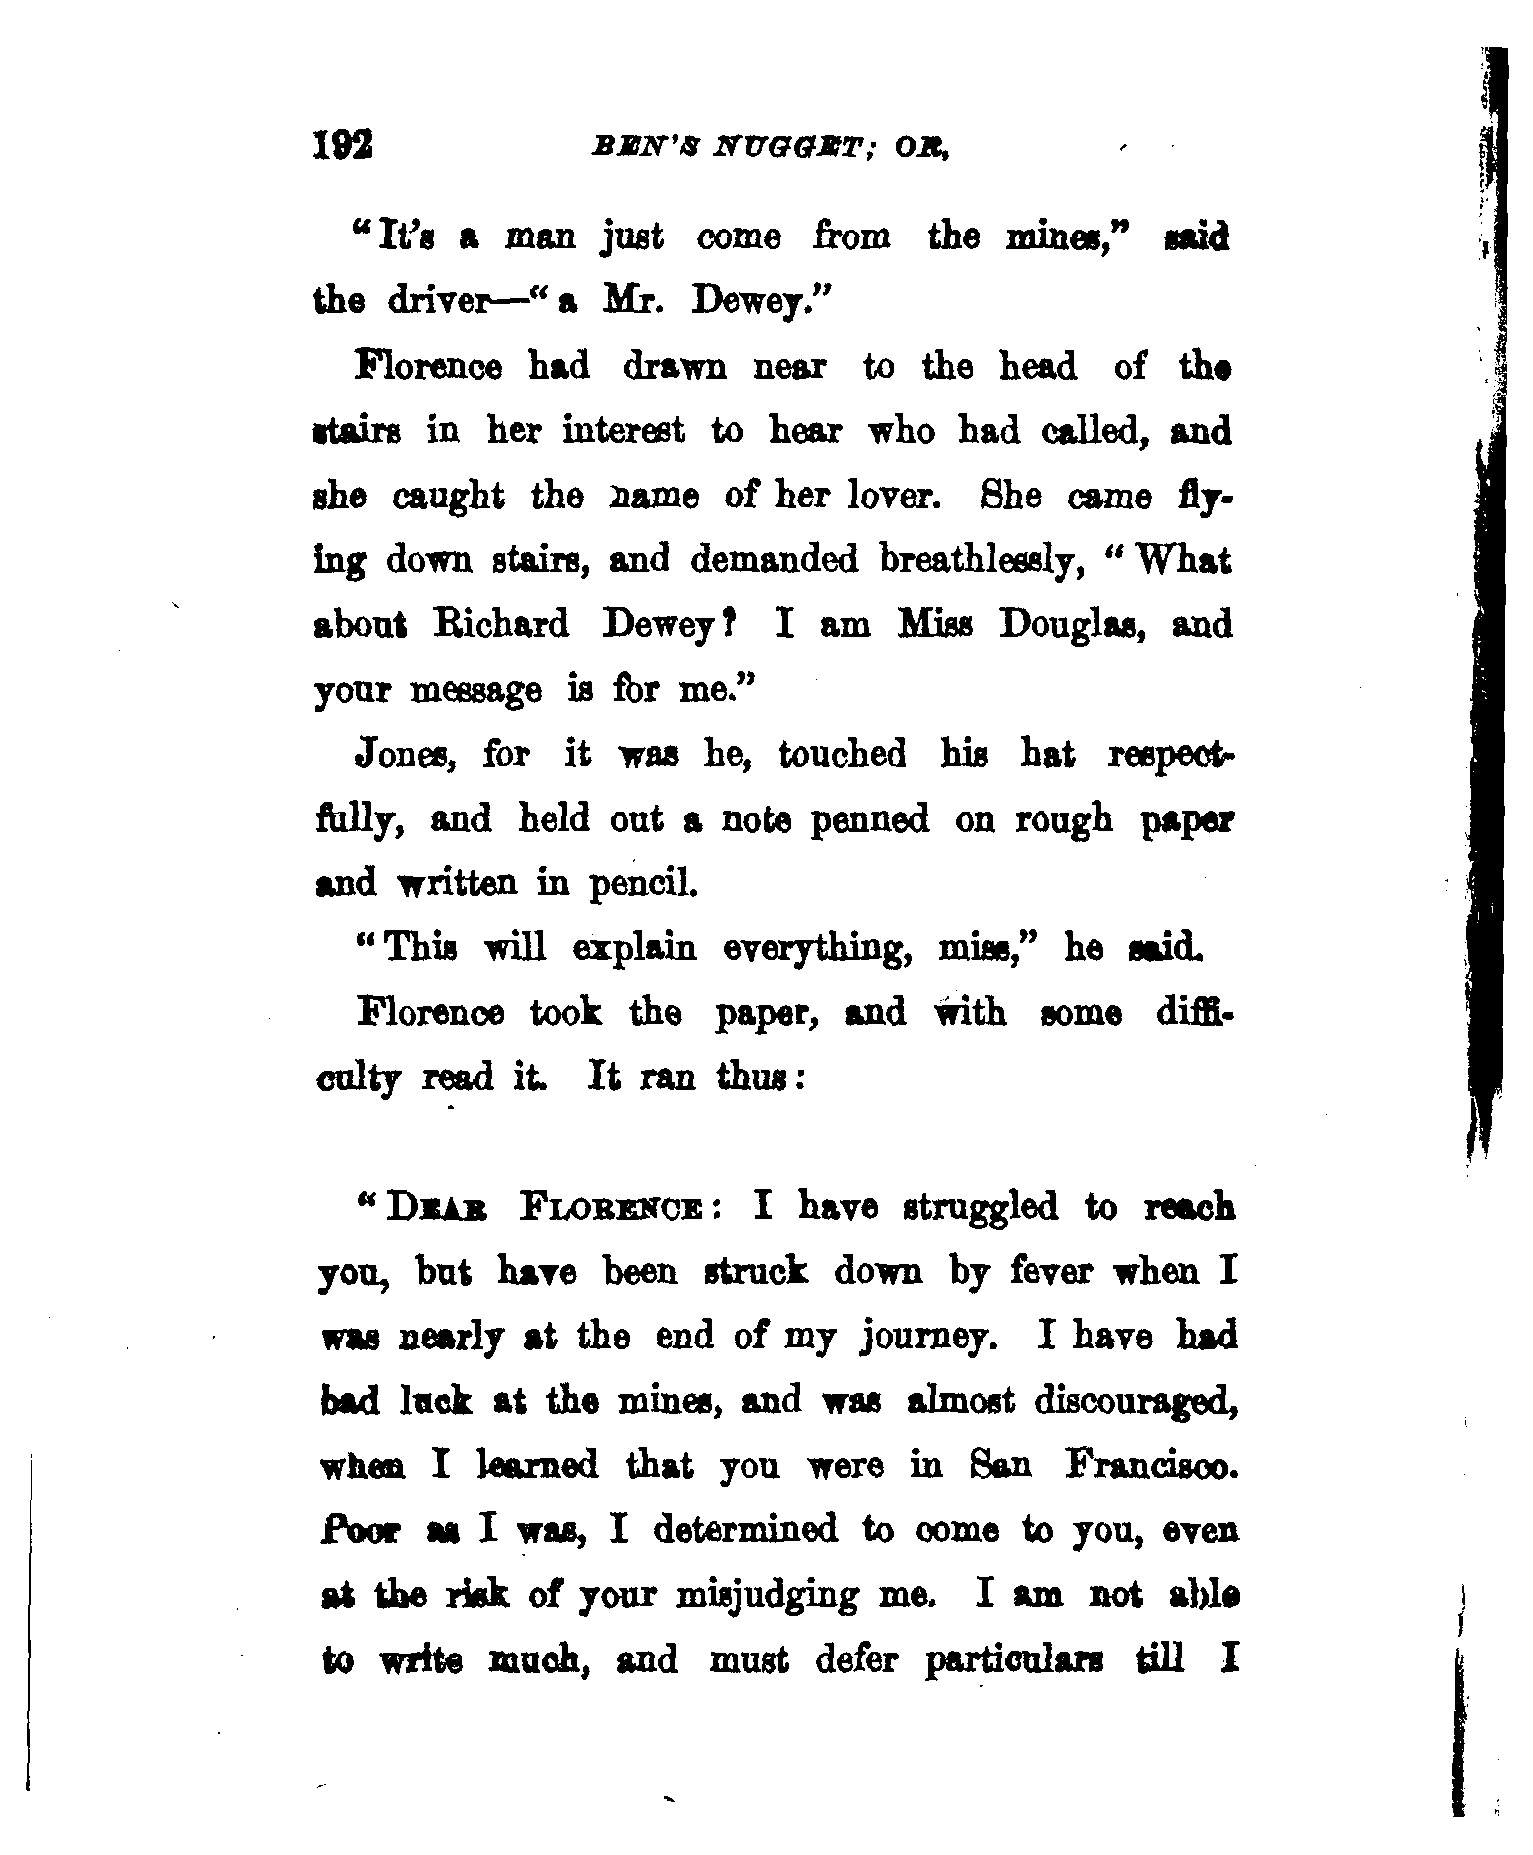 192 BEN'S NUGGET; OR,
"It's a man just come from the mines," said
the driver—"a Mr. Dewey."
Florence had drawn near to the head of the
stairs in her interest to hear who had called, and
she caught the name of her lover. She came fly-
ing down stairs, and demanded breathlessly, "What
about Richard Dewey? I am Miss Douglas, and
your message is for me."
Jones, for it was he, touched his hat respect-
fully, and held out a note penned on rough paper
and written in pencil.
"This will explain everything, miss," he said.
Florence took the paper, and with some diffi-
culty read it. It ran thus:
"DEAR FLORENCE: I have struggled to reach
you, but have been struck down by fever when I
was nearly at the end of my journey. I have had
bad luck at the mines, and was almost discouraged,
when I learned that you were in San Francisco.
Poor as I was, I determined to come to you, even
at the risk of your misjudging me. I am not able
to write much, and must defer particulars till I